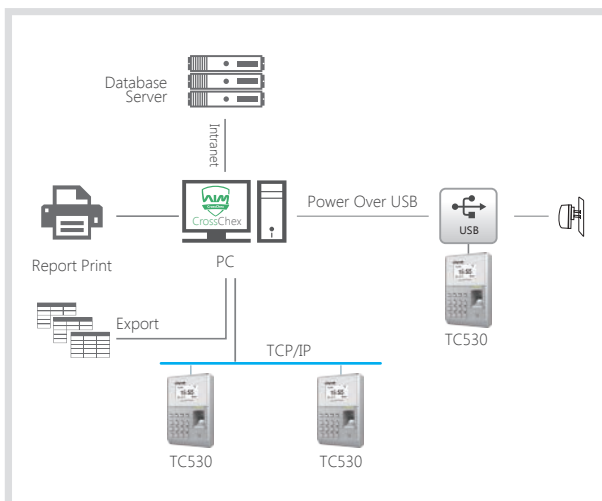 Database
Server
Intranet
CrossChex
Power Over USB
USB
Report Print
PC
TC530
Export
TCP/IP
TC530
TC530